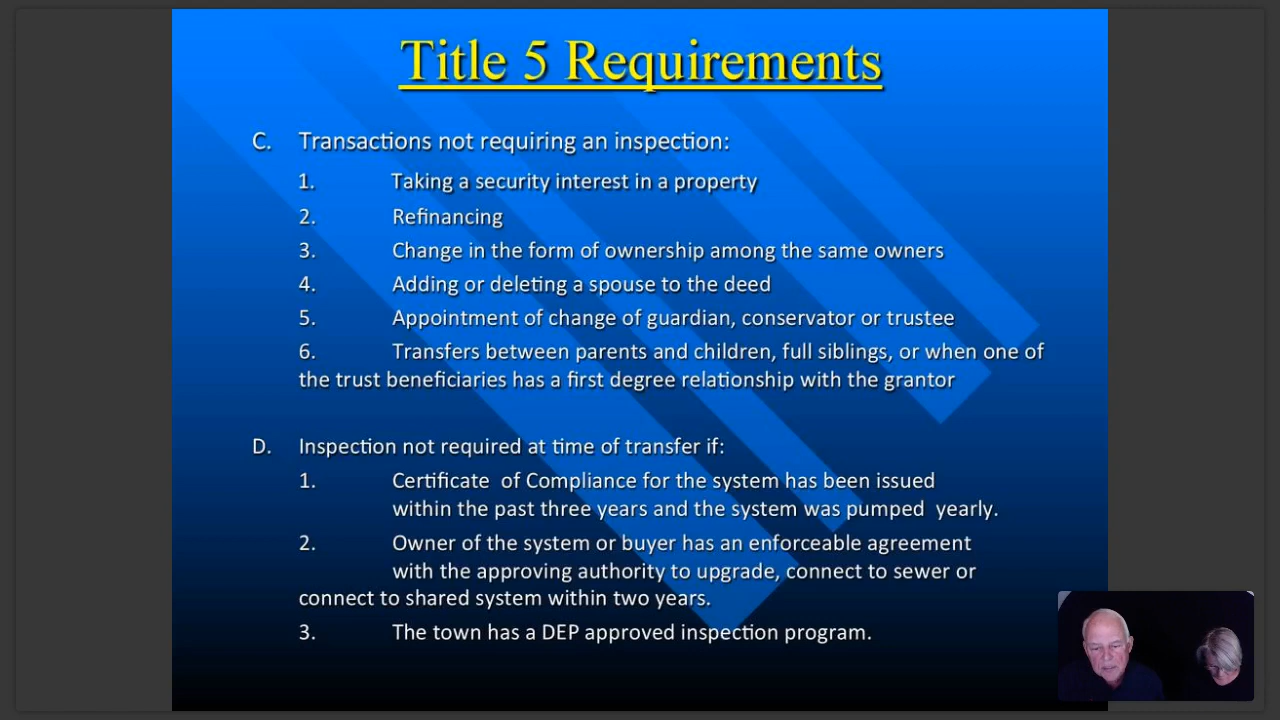 Title 5 Requirements
C. Transactions not requiring an inspection:
1. Taking a security interest in a property
2. Refinancing
3. Change in the form of ownership among the same owners
4. Adding or deleting a spouse to the deed
5. Appointment of change of guardian, conservator or trustee
6. Transfers between parents and children, full siblings, or when one of
the trust beneficiaries has a first degree relationship with the grantor
D. Inspection not required at time of transfer if:
1. Certificate of Compliance for the system has been issued
within the past three years and the system was pumped yearly.
2. Owner of the system or buyer has an enforceable agreement
with the approving authority to upgrade, connect to sewer or
connect to shared system within two years.
3. The town has a DEP approved inspection program.